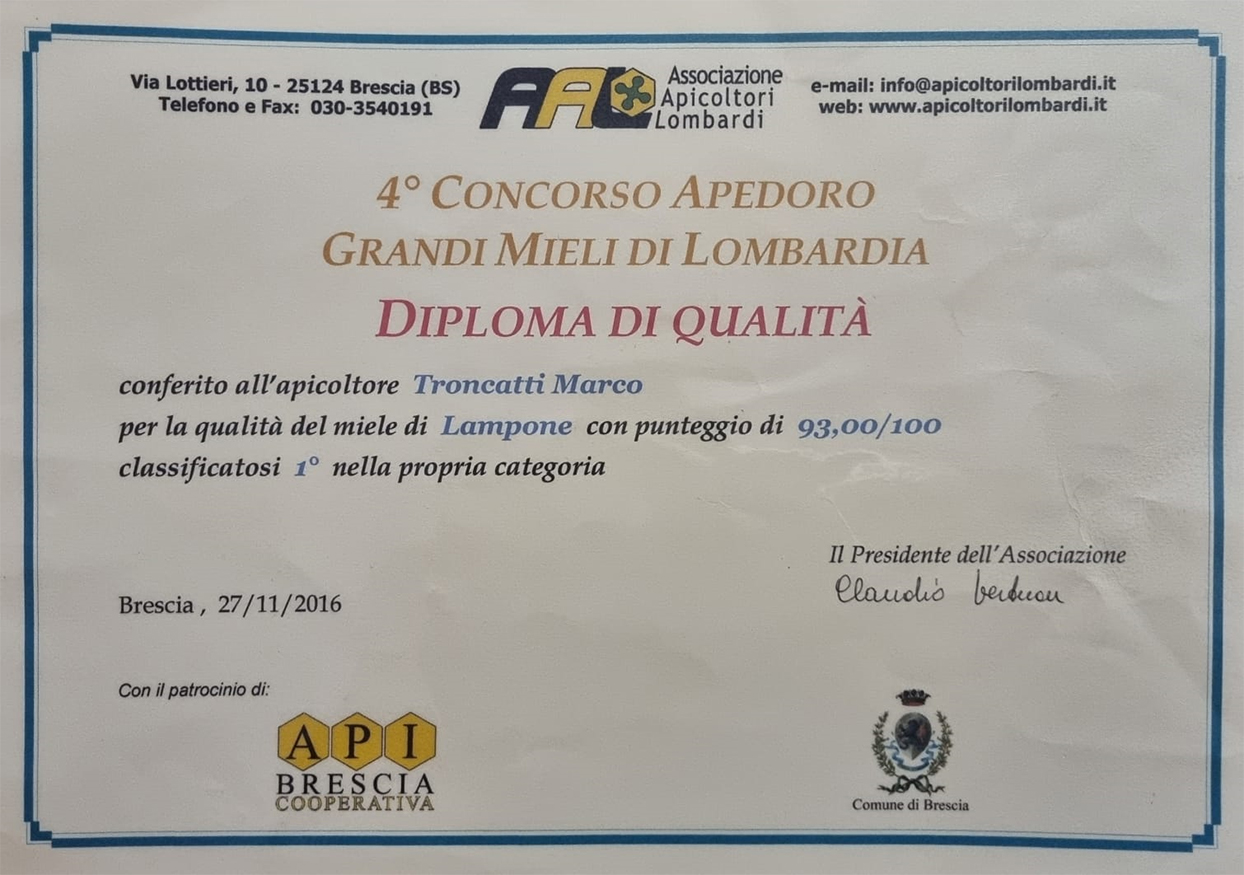 Via Lottieri, 10 - 25124 Brescia (BS)
Telefono e Fax: 030-3540191
AAL
Associazione
Apicoltori
Lombardi
e-mail: info@apicoltorilombardi.it
web: www.apicoltorilombardi.it
4° CONCORSO APEDORO
GRANDI MIELI DI LOMBARDIA
DIPLOMA DI QUALITÀ
conferito all'apicoltore Troncatti Marco
per la qualità del miele di Lampone con punteggio di 93,00/100
classificatosi 1° nella propria categoria
Il Presidente dell'Associazione
Claudio
Brescia , 27/11/2016
Con il patrocinio di:
API
BRESCIA
COOPERATIVA
Comune di Brescia